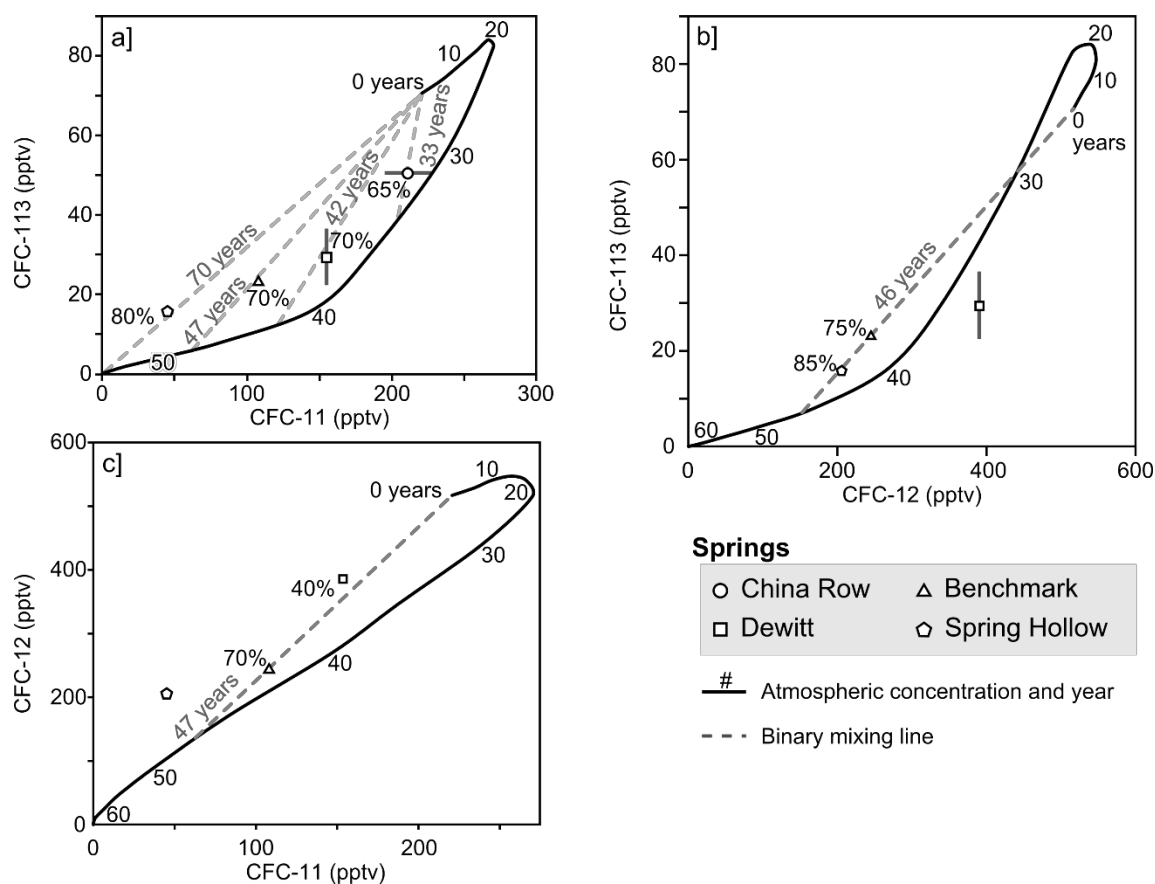 a]
80
60
40
20
0
CFC-113 (pptv)
0
100
200
300
CFC-11 (pptv)
0 years
10
20
30
40
50
70 years
47 years
42 years
33 years
80%
70%
70%
65%
b]
80
60
40
20
0
CFC-113 (pptv)
0
200
400
600
CFC-12 (pptv)
20
10
0
years
30
40
50
60
46 years
75%
85%
c]
600
400
200
0
CFC-12 (pptv)
0
100
200
CFC-11 (pptv)
0 years
10
20
30
40
50
60
47 years
40%
70%
Springs
China Row
Benchmark
Dewitt
Spring Hollow
# Atmospheric concentration and year
Binary mixing line